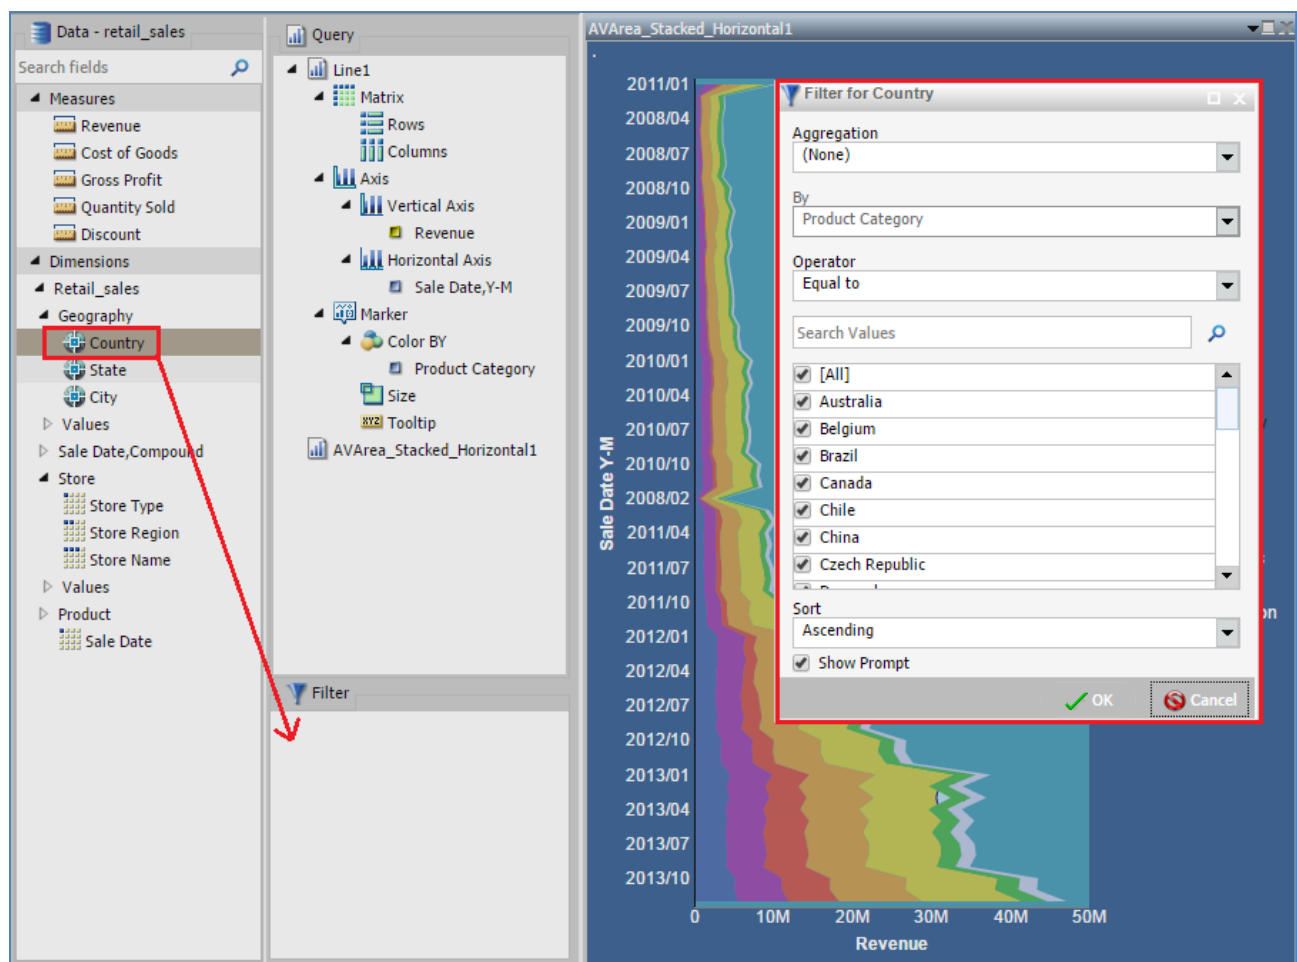 Data - retail_sales
Search fields
Measures
Revenue
Cost of Goods
Gross Profit
Quantity Sold
Discount
Dimensions
Retail_sales
Geography
Country
State
City
Values
Sale Date,Compound
Store
Store Type
Store Region
Store Name
Values
Product
Sale Date
Query
Line1
Matrix
Rows
Columns
Axis
Vertical Axis
Revenue
Horizontal Axis
Sale Date,Y-M
Marker
Color BY
Product Category
Size
XYZ Tooltip
AVArea_Stacked_Horizontal1
Filter
AVArea_Stacked_Horizontal1
2011/01
2008/04
2008/07
2008/10
2009/01
2009/04
2009/07
2009/10
2010/01
2010/04
2010/07
2010/10
2008/02
2011/04
2011/07
2011/10
2012/01
2012/04
2012/07
2012/10
2013/01
2013/04
2013/07
2013/10
Sale Date Y-M
0 10M 20M 30M 40M 50M
Revenue
Filter for Country
Aggregation
(None)
By
Product Category
Operator
Equal to
Search Values
[All]
Australia
Belgium
Brazil
Canada
Chile
China
Czech Republic
Sort
Ascending
Show Prompt
OK Cancel